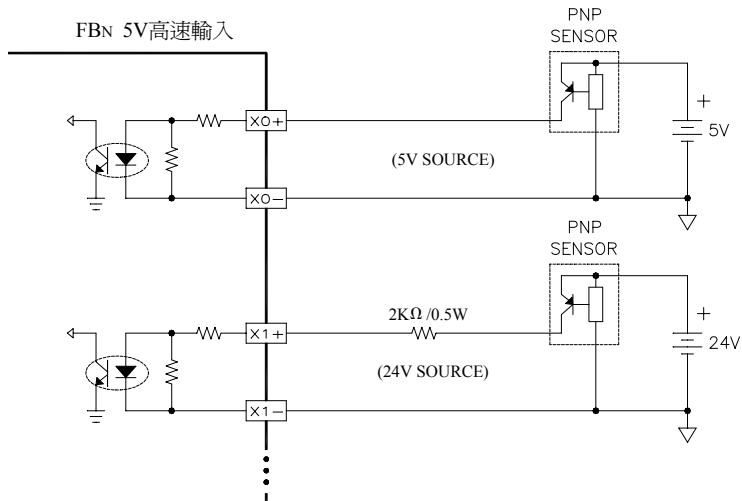 FBN 5V高速輸入
PNP
SENSOR
X0+
+
5V
(5V SOURCE)
X0-
PNP
SENSOR
2KΩ /0.5W
X1+
+
24V
(24V SOURCE)
X1-